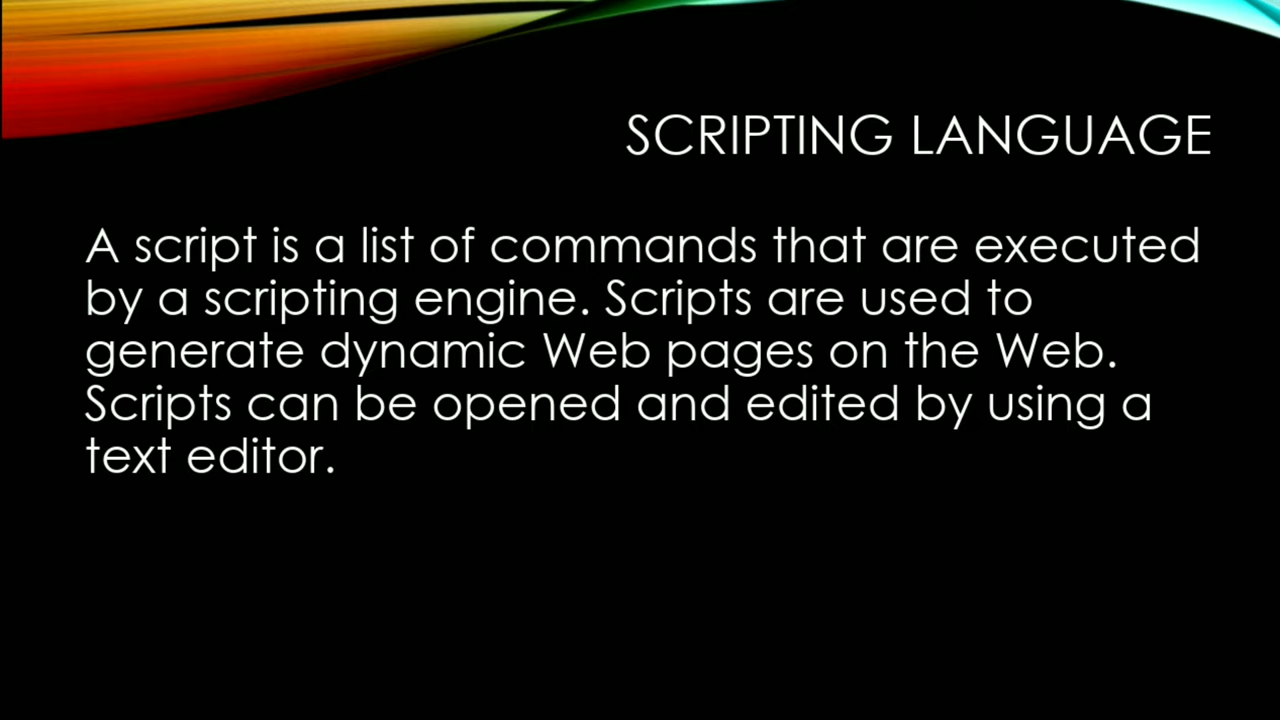 SCRIPTING LANGUAGE
A script is a list of commands that are executed
by a scripting engine. Scripts are used to
generate dynamic Web pages on the Web.
Scripts can be opened and edited by using a
text editor.